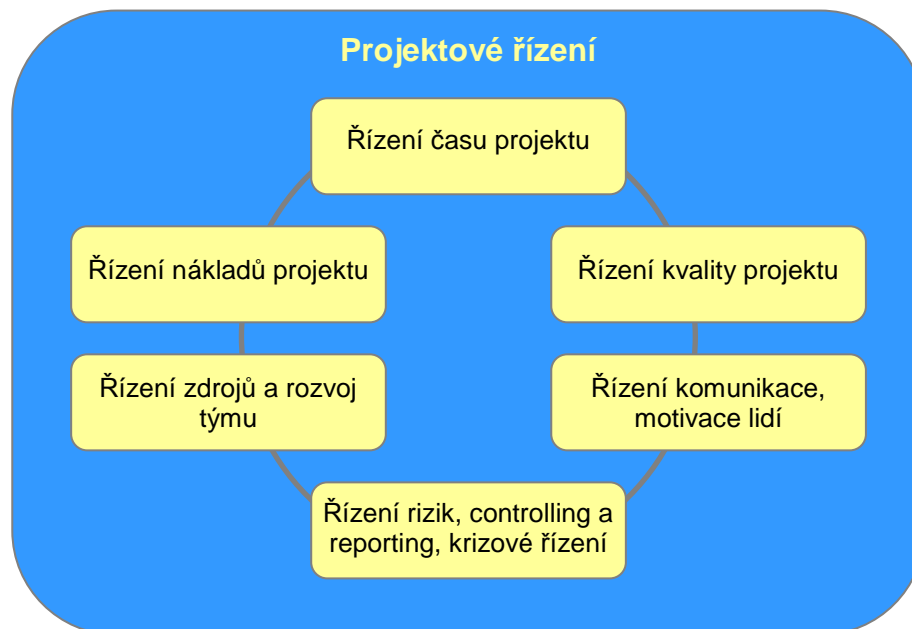 Projektové řízení
Řízení času projektu
Řízení nákladů projektu
Řízení kvality projektu
Řízení zdrojů a rozvoj
týmu
Řízení komunikace,
motivace lidí
Řízení rizik, controlling a
reporting, krizové řízení